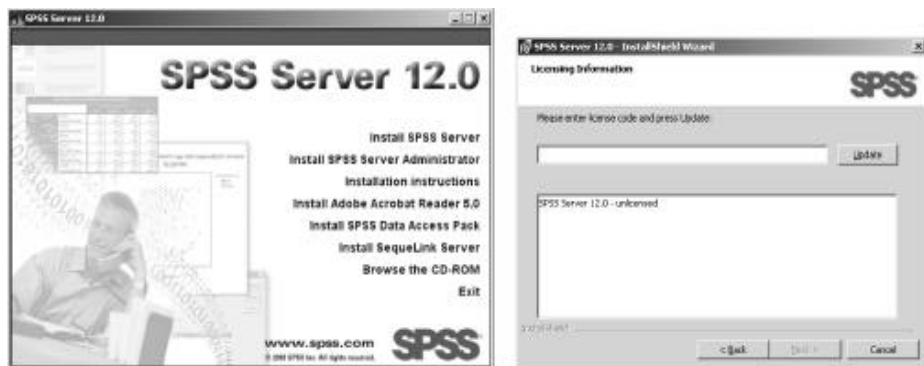 SPSS Server 12.0
SPSS Server 12.0
Install SPSS Server
Install SPSS Server Administrator
Installation instructions
Install Adobe Acrobat Reader 5.0
Install SPSS Data Access Pack
Install SequeLink Server
Browse the CD-ROM
Exit
www.spss.com
SPSS
SPSS Server 12.0 - InstallShield Wizard
Licensing Information
SPSS
Please enter license code and press Update:
Update
SPSS Server 12.0 - unlicensed
InstallShield
< Back
Next >
Cancel